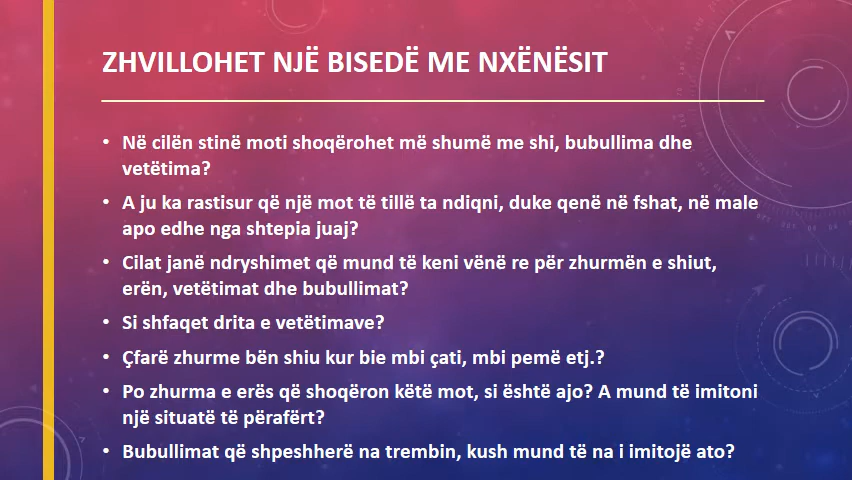 ZHVILLOHET NJË BISEDË ME NXËNËSIT
• Në cilën stinë moti shoqërohet më shumë me shi, bubullima dhe
vetëtima?
• A ju ka rastisur që një mot të tillë ta ndiqni, duke qenë në fshat, në male
apo edhe nga shtepia juaj?
• Cilat janë ndryshimet që mund të keni vënë re për zhurmën e shiut,
erën, vetëtimat dhe bubullimat?
• Si shfaqet drita e vetëtimave?
• Çfarë zhurme bën shiu kur bie mbi çati, mbi pemë etj.?
• Po zhurma e erës që shoqëron këtë mot, si është ajo? A mund të imitoni
një situatë të përafërt?
• Bubullimat që shpeshherë na trembin, kush mund të na i imitojë ato?